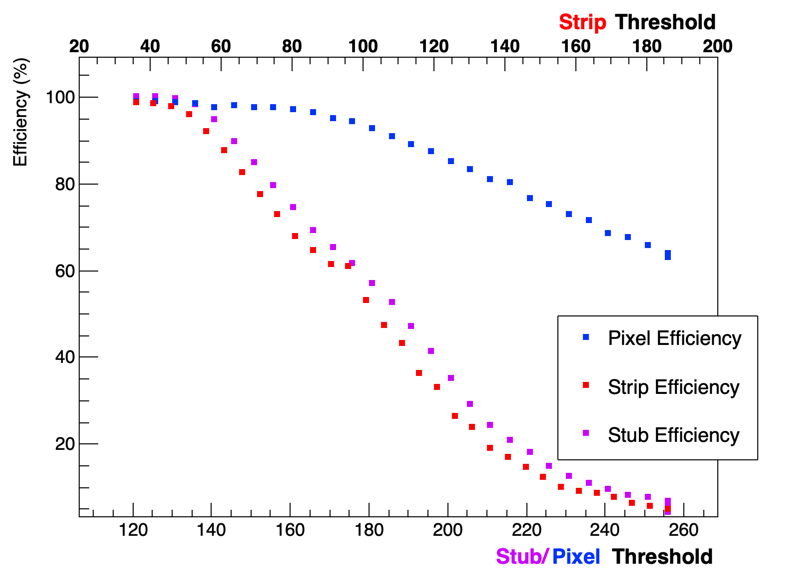 Strip Threshold
20 40 60 80 100 120 140 160 180 200
Efficiency (%)
100
80
60
40
20
Pixel Efficiency
Strip Efficiency
Stub Efficiency
120 140 160 180 200 220 240 260
Stub/Pixel Threshold